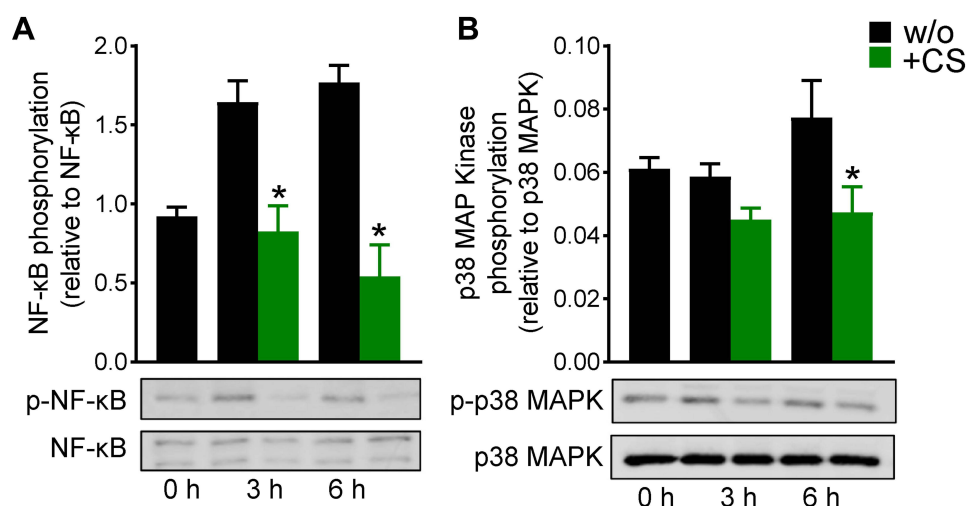 A
NF-κB phosphorylation
(relative to NF-κB)
2.0
1.5
1.0
0.5
0.0
*
*
p-NF-κB
NF-κB
0 h 3 h 6 h
B
p38 MAP Kinase
phosphorylation
(relative to p38 MAPK)
0.10
0.08
0.06
0.04
0.02
0.00
*
w/o
+CS
p-p38 MAPK
p38 MAPK
0 h 3 h 6 h